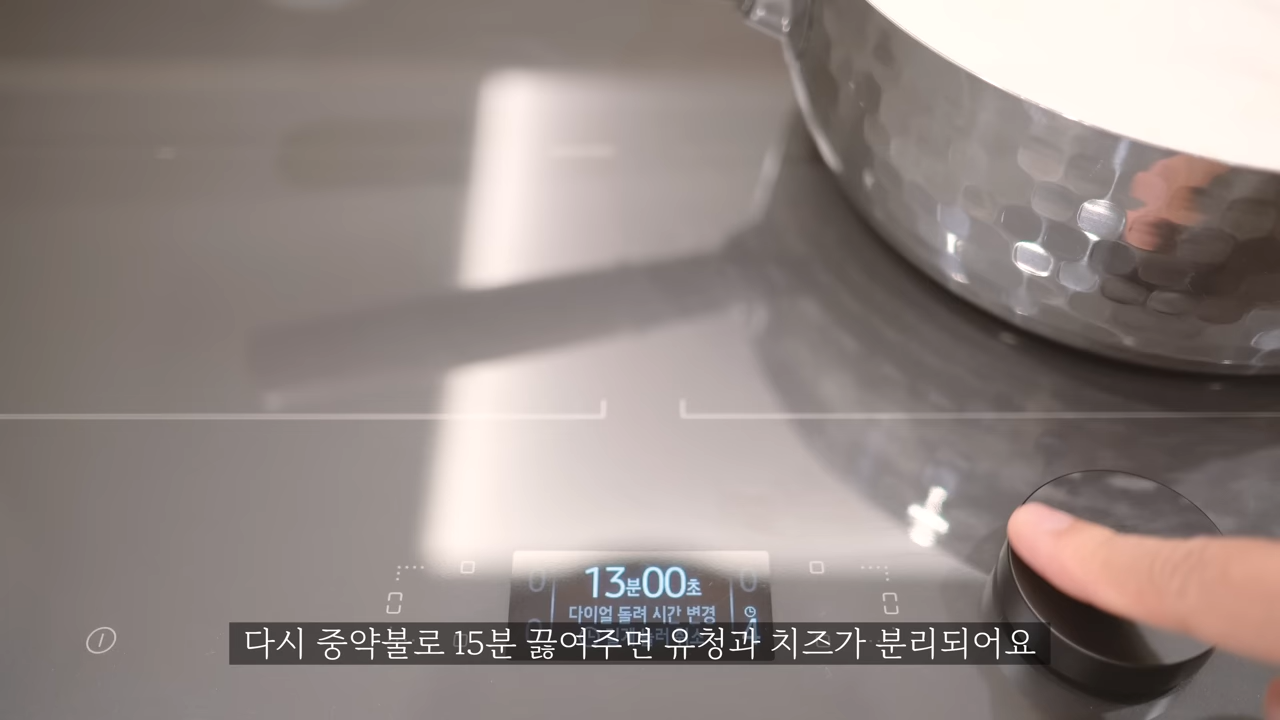 13분00초
다이얼 돌려 시간 변경
다시 중약불로 15분 끓여주면 유청과 치즈가 분리되어요